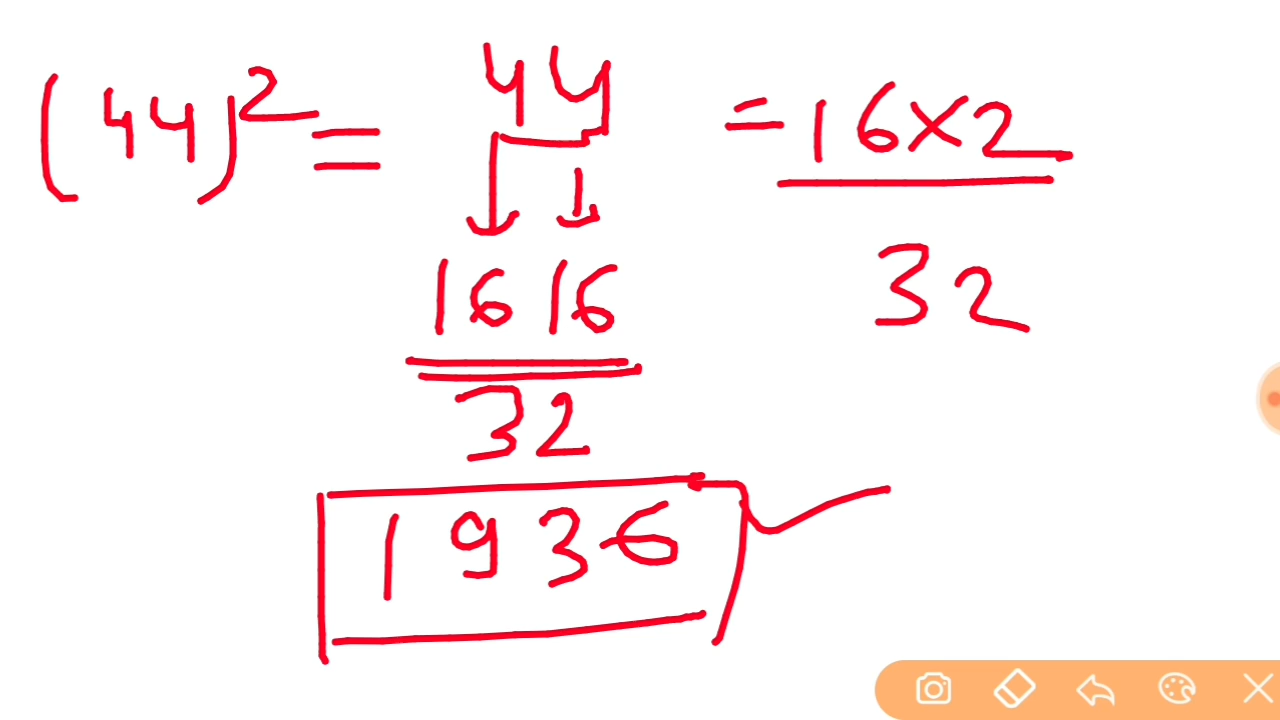 (44)² = 44 = 16×2
1616 32
32
1936